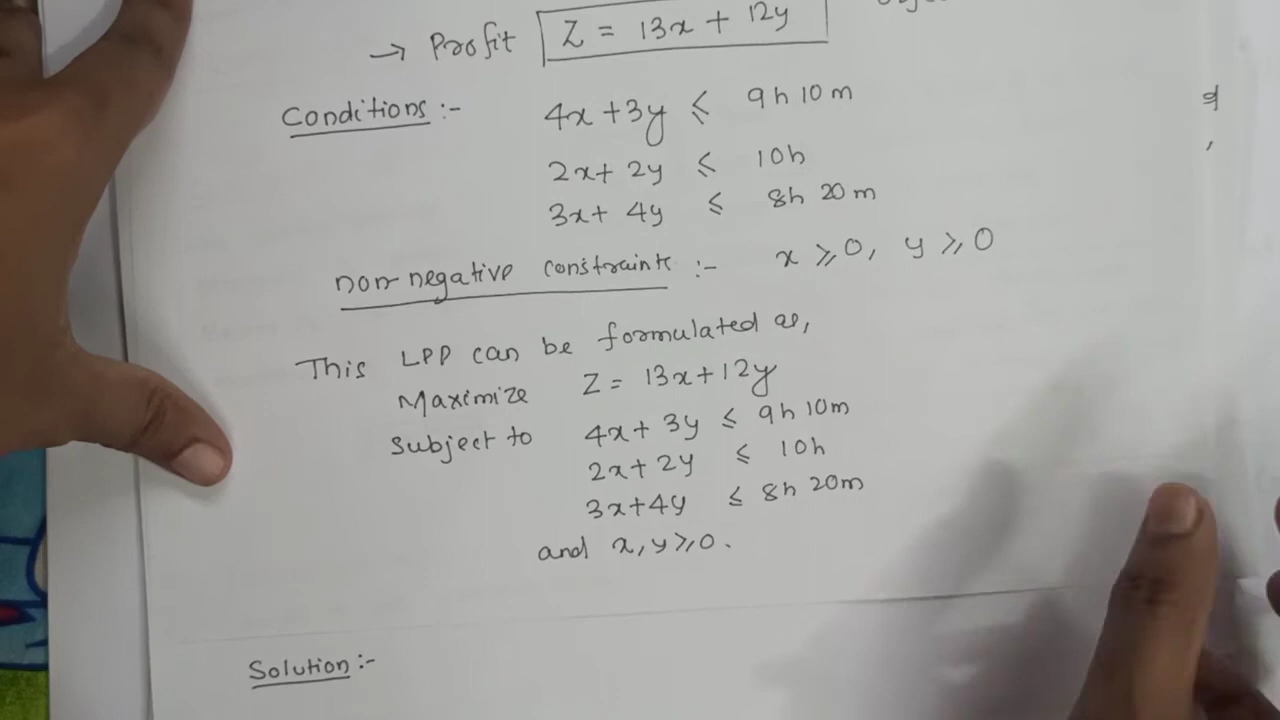 → Profit Z = 13x + 12y
Conditions :- 4x + 3y ≤ 9h 10m
2x + 2y ≤ 10h
3x + 4y ≤ 8h 20m
non-negative constraints :- x ≥ 0, y ≥ 0
This LPP can be formulated as,
Maximize Z = 13x + 12y
Subject to 4x + 3y ≤ 9h 10m
2x + 2y ≤ 10h
3x + 4y ≤ 8h 20m
and x, y ≥ 0.
Solution :-